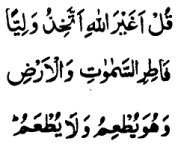 قُلْ اَغَيْرَ اللّٰهِ اَتَّخِذُ وَلِيًّا
فَاطِرِ السَّمٰوٰتِ وَالْاَرْضِ
وَهُوَ يُطْعِمُ وَلَا يُطْعَمُ ؕ